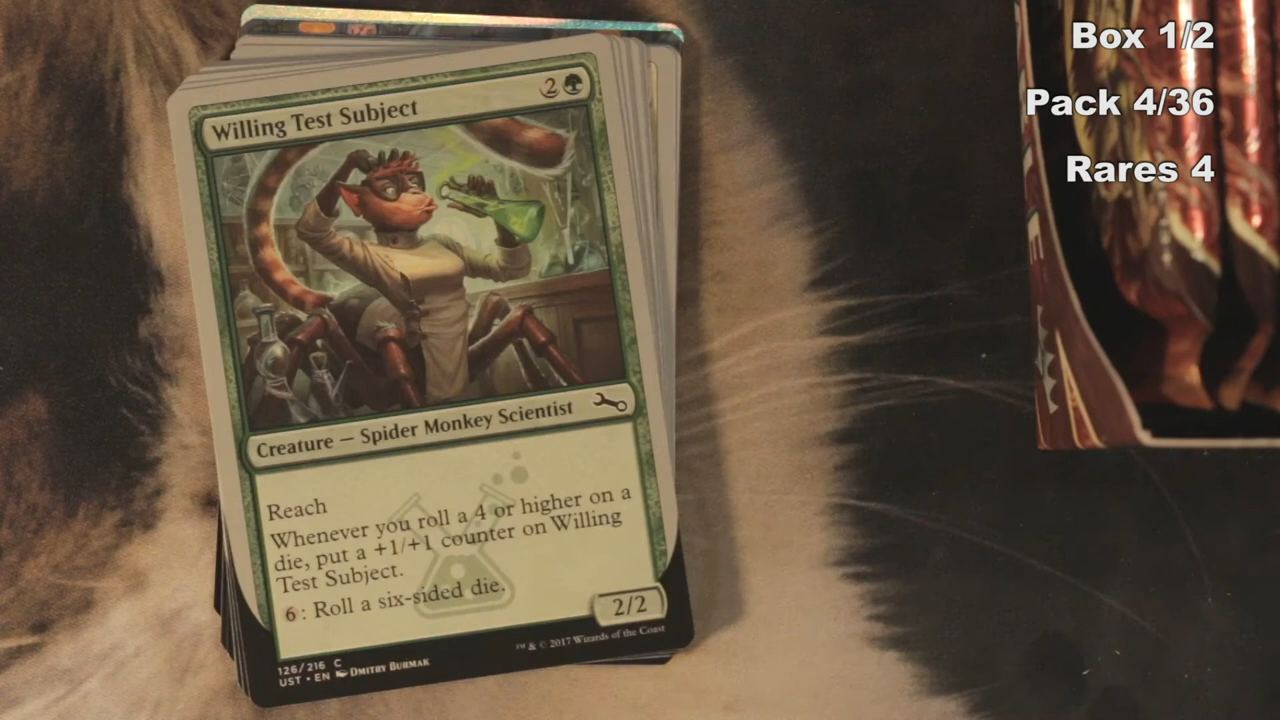 Box 1/2
Pack 4/36
Rares 4
Willing Test Subject 2
Creature — Spider Monkey Scientist
Reach
Whenever you roll a 4 or higher on a
die, put a +1/+1 counter on Willing
Test Subject.
6: Roll a six-sided die.
2/2
126/216 C
UST • EN DMITRY BURMAK
™ & © 2017 Wizards of the Coast